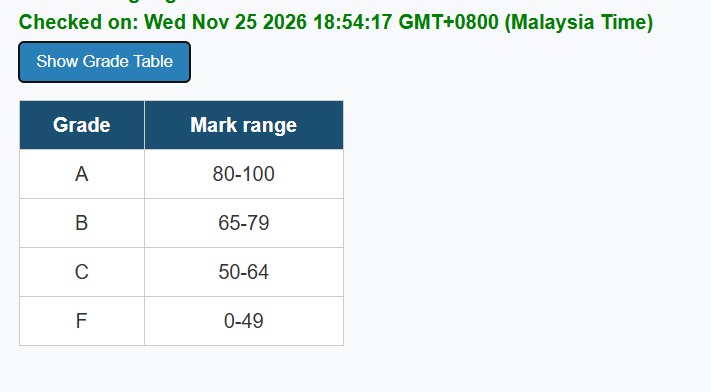 Checked on: Wed Nov 25 2026 18:54:17 GMT+0800 (Malaysia Time)
Show Grade Table
Grade Mark range
A 80-100
B 65-79
C 50-64
F 0-49